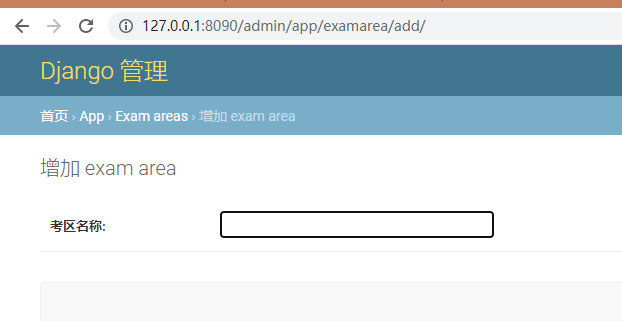 127.0.0.1:8090/admin/app/examarea/add/
Django 管理
首页 › App › Exam areas › 增加 exam area
增加 exam area
考区名称: